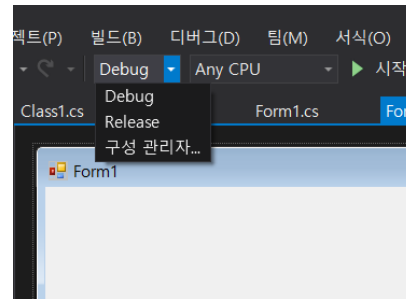 젝트(P) 빌드(B) 디버그(D) 팀(M) 서식(O)
Debug Any CPU 시작
Class1.cs Form1.cs For
Debug
Release
구성 관리자...
Form1